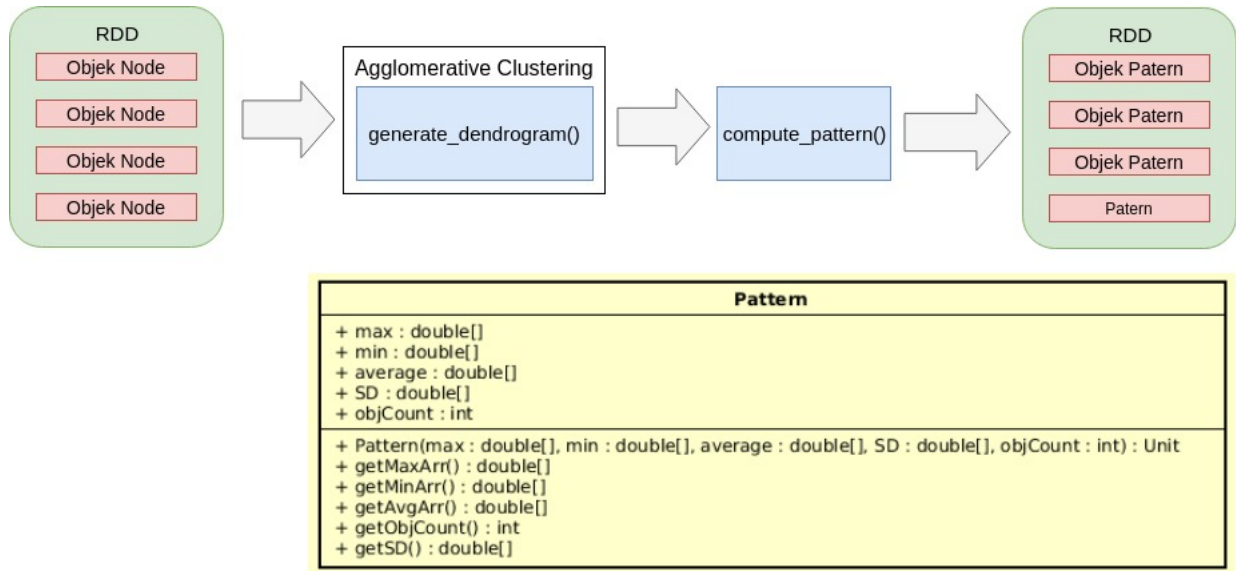 RDD
Objek Node
Objek Node
Objek Node
Objek Node
Agglomerative Clustering
generate_dendrogram()
compute_pattern()
RDD
Objek Patern
Objek Patern
Objek Patern
Patern
Pattern
+ max : double[]
+ min : double[]
+ average : double[]
+ SD : double[]
+ objCount : int
+ Pattern(max : double[], min : double[], average : double[], SD : double[], objCount : int) : Unit
+ getMaxArr() : double[]
+ getMinArr() : double[]
+ getAvgArr() : double[]
+ getObjCount() : int
+ getSD() : double[]